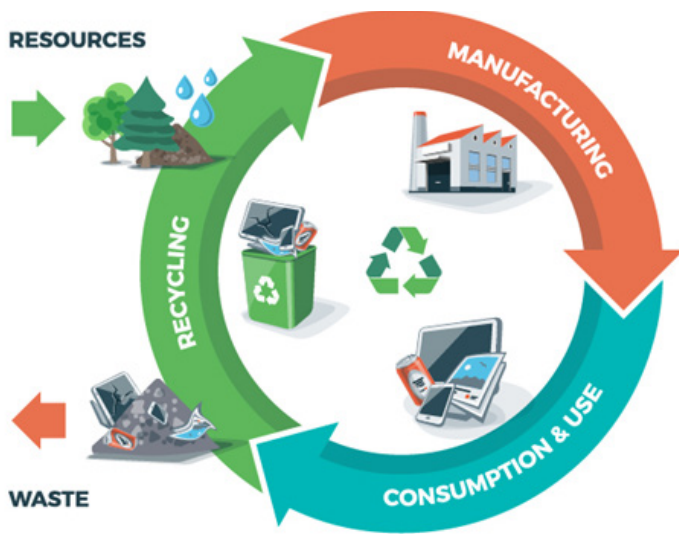 RESOURCES
MANUFACTURING
RECYCLING
CONSUMPTION & USE
WASTE